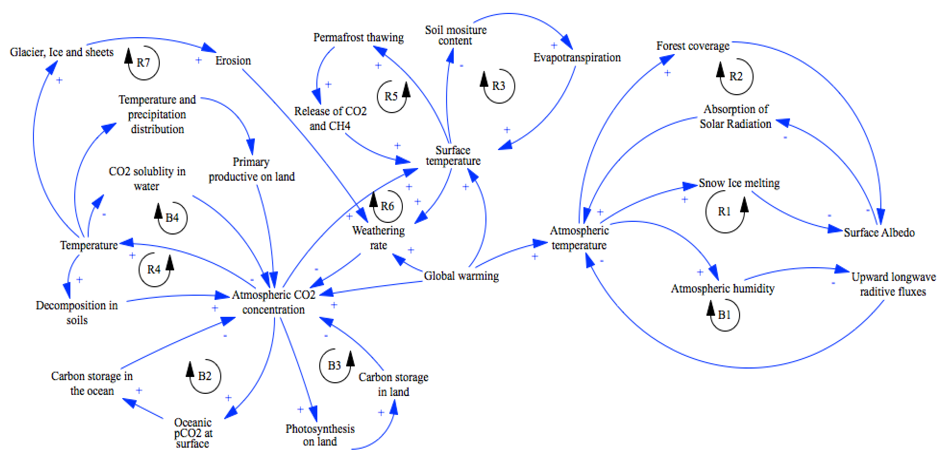 Glacier, Ice and sheets
R7
Erosion
Permafrost thawing
Soil mositure
content
Evapotranspiration
Forest coverage
R2
R5
R3
Temperature and
precipitation
distribution
Release of CO2
and CH4
Absorption of
Solar Radiation
Surface
temperature
Primary
productive on land
CO2 solublity in
water
Snow Ice melting
B4
R6
R1
Weathering
rate
Atmospheric
temperature
Surface Albedo
Temperature
R4
Global warming
Decomposition in
soils
Atmospheric CO2
concentration
Atmospheric humidity
Upward longwave
raditive fluxes
B1
Carbon storage in
the ocean
B2
B3
Carbon storage
in land
Oceanic
pCO2 at
surface
Photosynthesis
on land